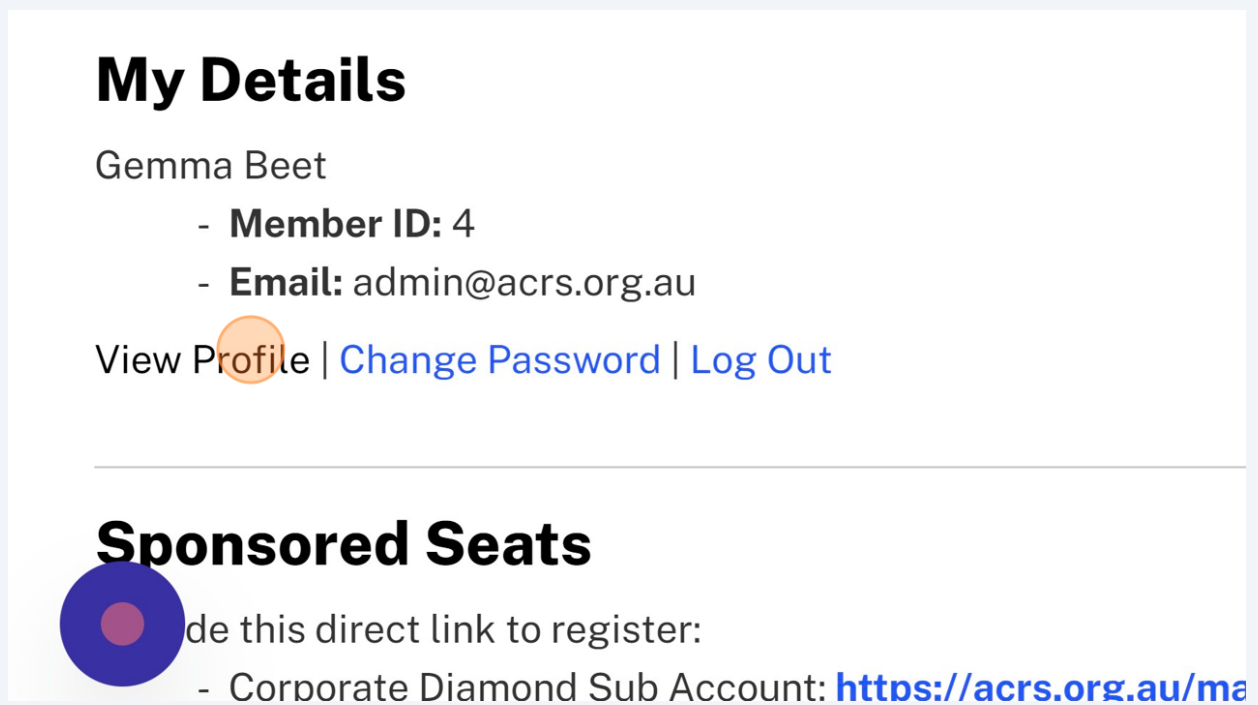 My Details
Gemma Beet
- Member ID: 4
- Email: admin@acrs.org.au
View Profile | Change Password | Log Out
Sponsored Seats
de this direct link to register:
- Corporate Diamond Sub Account: https://acrs.org.au/ma